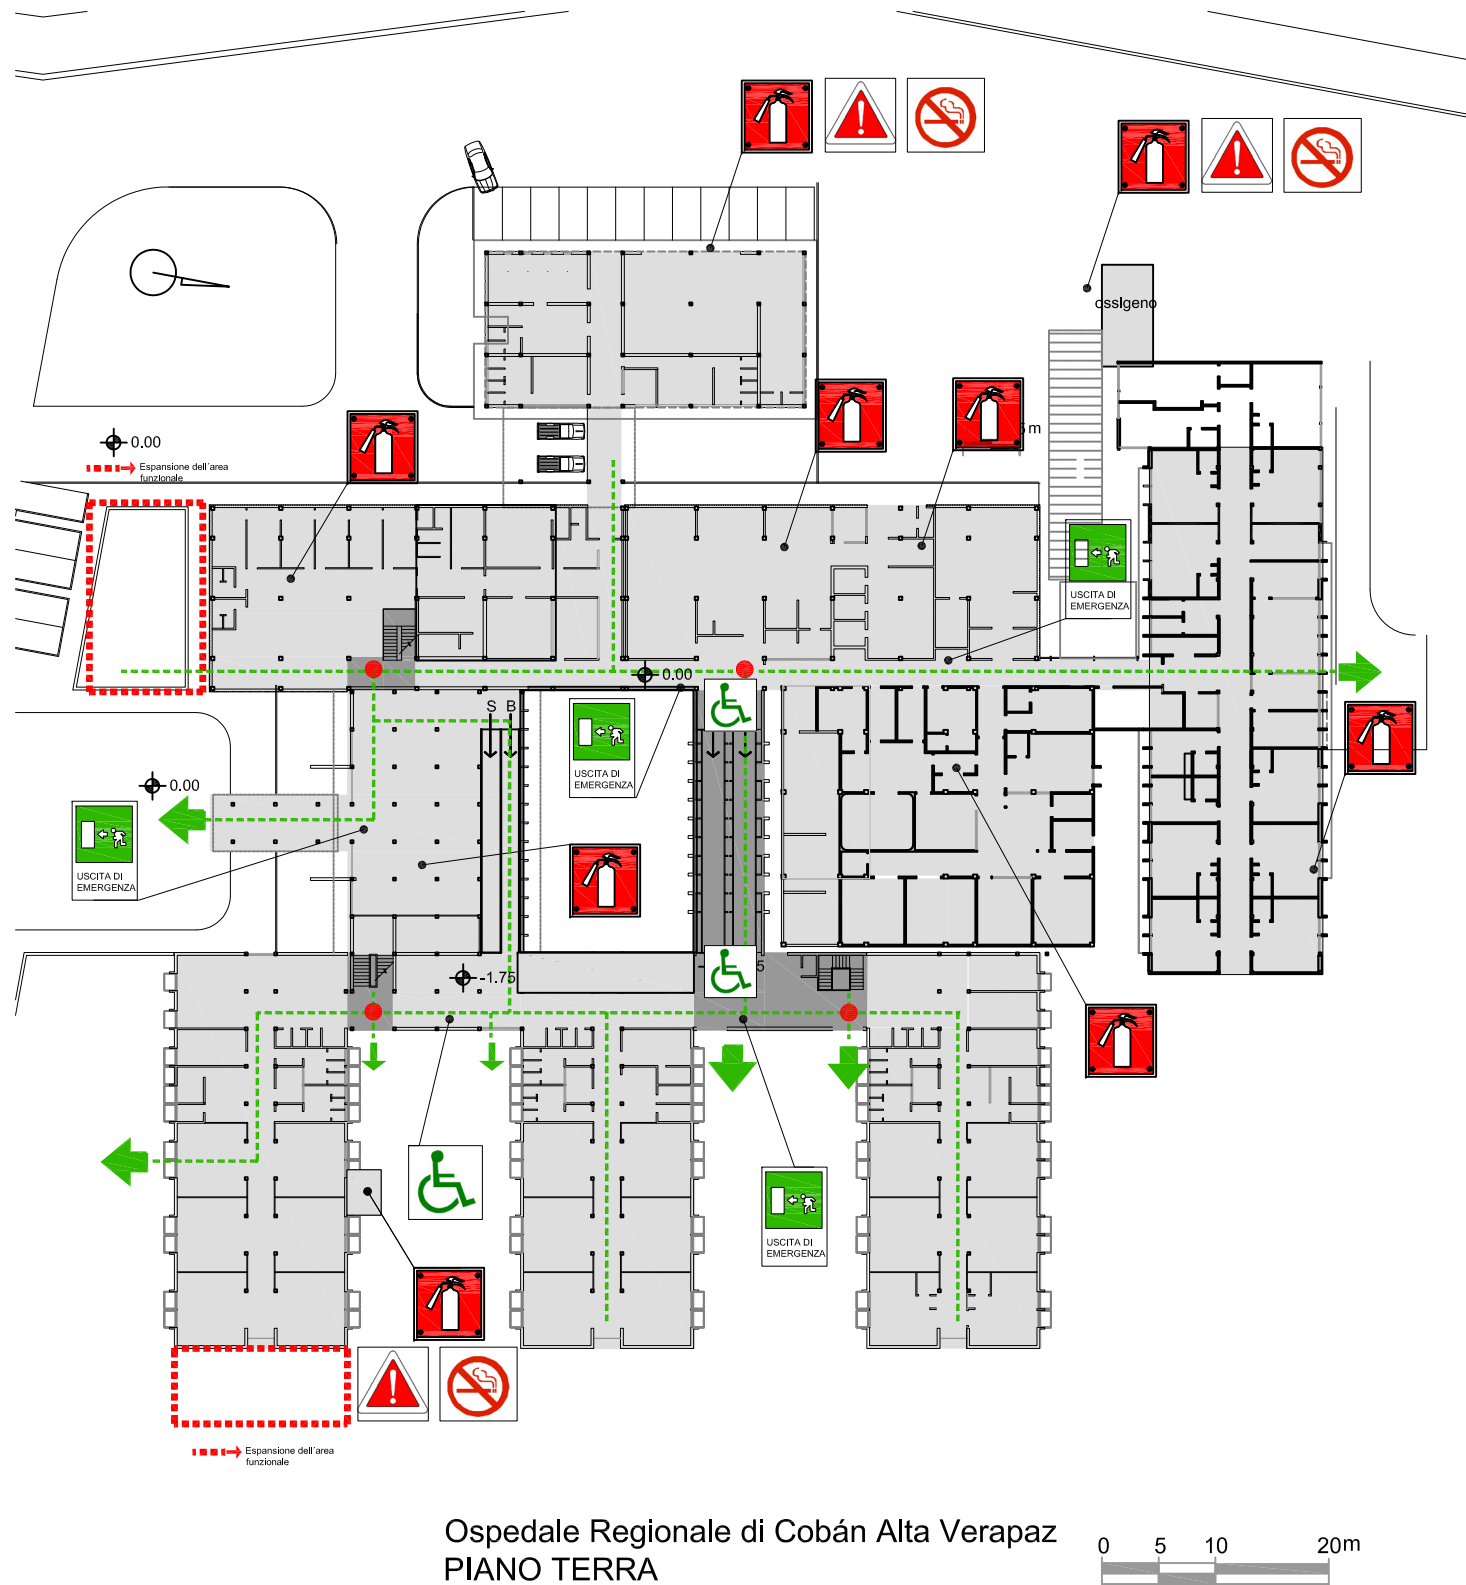 ossigeno
m
0.00
Espansione dell'area
funzionale
USCITA DI
EMERGENZA
0.00
S B
USCITA DI
EMERGENZA
0.00
USCITA DI
EMERGENZA
5
-1.75
USCITA DI
EMERGENZA
Espansione dell'area
funzionale
Ospedale Regionale di Cobán Alta Verapaz
PIANO TERRA
0 5 10 20m